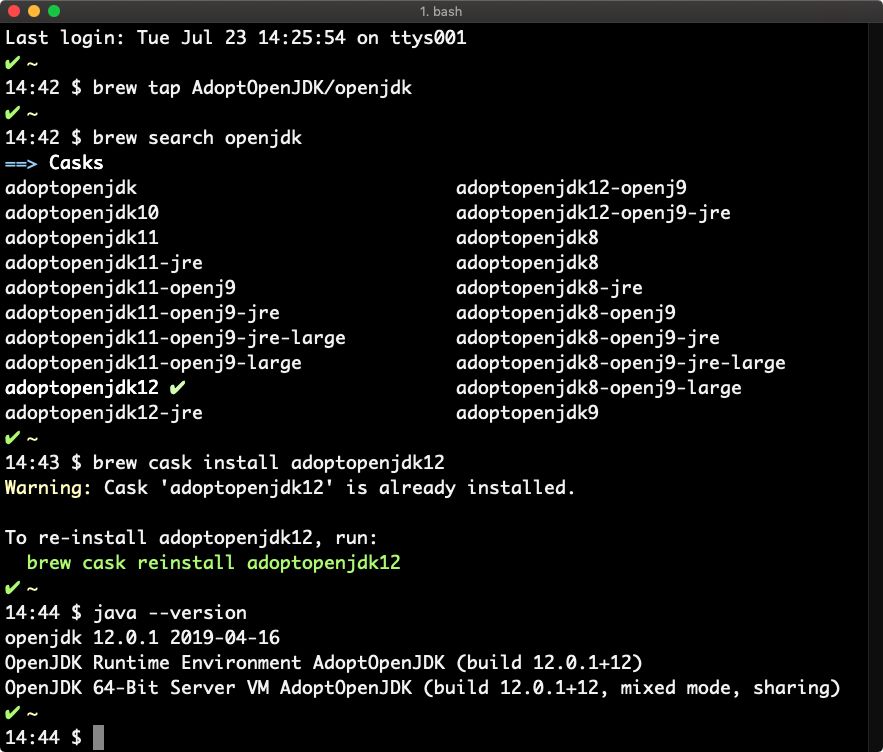 1. bash
Last login: Tue Jul 23 14:25:54 on ttys001
✔ ~
14:42 $ brew tap AdoptOpenJDK/openjdk
✔ ~
14:42 $ brew search openjdk
==> Casks
adoptopenjdk adoptopenjdk12-openj9
adoptopenjdk10 adoptopenjdk12-openj9-jre
adoptopenjdk11 adoptopenjdk8
adoptopenjdk11-jre adoptopenjdk8
adoptopenjdk11-openj9 adoptopenjdk8-jre
adoptopenjdk11-openj9-jre adoptopenjdk8-openj9
adoptopenjdk11-openj9-jre-large adoptopenjdk8-openj9-jre
adoptopenjdk11-openj9-large adoptopenjdk8-openj9-jre-large
adoptopenjdk12 ✔ adoptopenjdk8-openj9-large
adoptopenjdk12-jre adoptopenjdk9
✔ ~
14:43 $ brew cask install adoptopenjdk12
Warning: Cask 'adoptopenjdk12' is already installed.
To re-install adoptopenjdk12, run:
brew cask reinstall adoptopenjdk12
✔ ~
14:44 $ java --version
openjdk 12.0.1 2019-04-16
OpenJDK Runtime Environment AdoptOpenJDK (build 12.0.1+12)
OpenJDK 64-Bit Server VM AdoptOpenJDK (build 12.0.1+12, mixed mode, sharing)
✔ ~
14:44 $